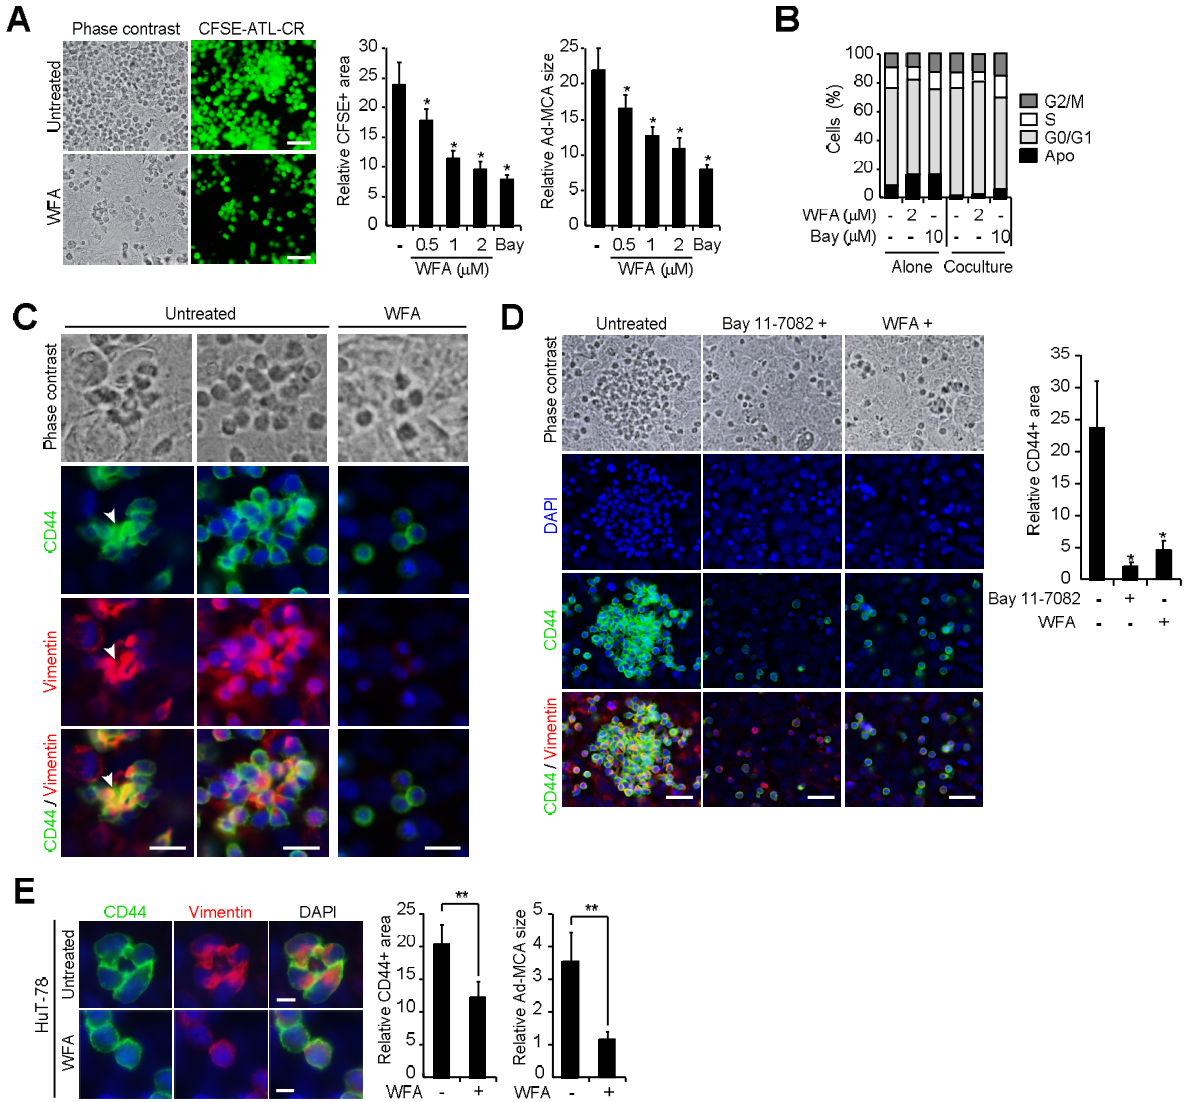 A
Phase contrast CFSE-ATL-CR
Untreated
WFA
Relative CFSE+ area
30
25
20
15
10
5
0
* * * *
- 0.5 1 2 Bay
WFA (μM)
Relative Ad-MCA size
25
20
15
10
5
0
* * * *
- 0.5 1 2 Bay
WFA (μM)
B
Cells (%)
100
80
60
40
20
0
G2/M
S
G0/G1
Apo
WFA (μM) - 2 - - 2 -
Bay (μM) - - 10 - - 10
Alone Coculture
C
Untreated WFA
Phase contrast
CD44
Vimentin
CD44 / Vimentin
D
Untreated Bay 11-7082 + WFA +
Phase contrast
DAPI
CD44
CD44 / Vimentin
Relative CD44+ area
35
30
25
20
15
10
5
0
* *
Bay 11-7082 - + -
WFA - - +
E
CD44 Vimentin DAPI
HuT-78
Untreated
WFA
Relative CD44+ area
25
20
15
10
5
0
**
WFA - +
Relative Ad-MCA size
5
4
3
2
1
0
**
WFA - +